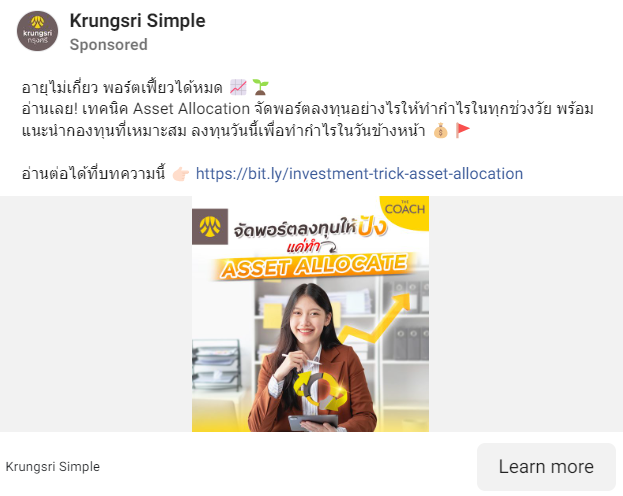 Krungsri Simple
krungsri
กรุงศรี
Sponsored
อายุไม่เกี่ยว พอร์ตเฟี้ยวได้หมด 📈 🌱
อ่านเลย! เทคนิค Asset Allocation จัดพอร์ตลงทุนอย่างไรให้ทำกำไรในทุกช่วงวัย พร้อม
แนะนำกองทุนที่เหมาะสม ลงทุนวันนี้เพื่อทำกำไรในวันข้างหน้า 💰 🚩
อ่านต่อได้ที่บทความนี้ 👉🏻 https://bit.ly/investment-trick-asset-allocation
THE
COACH
จัดพอร์ตลงทุนให้ปัง
แค่ทำ
ASSET ALLOCATE
Krungsri Simple
Learn more